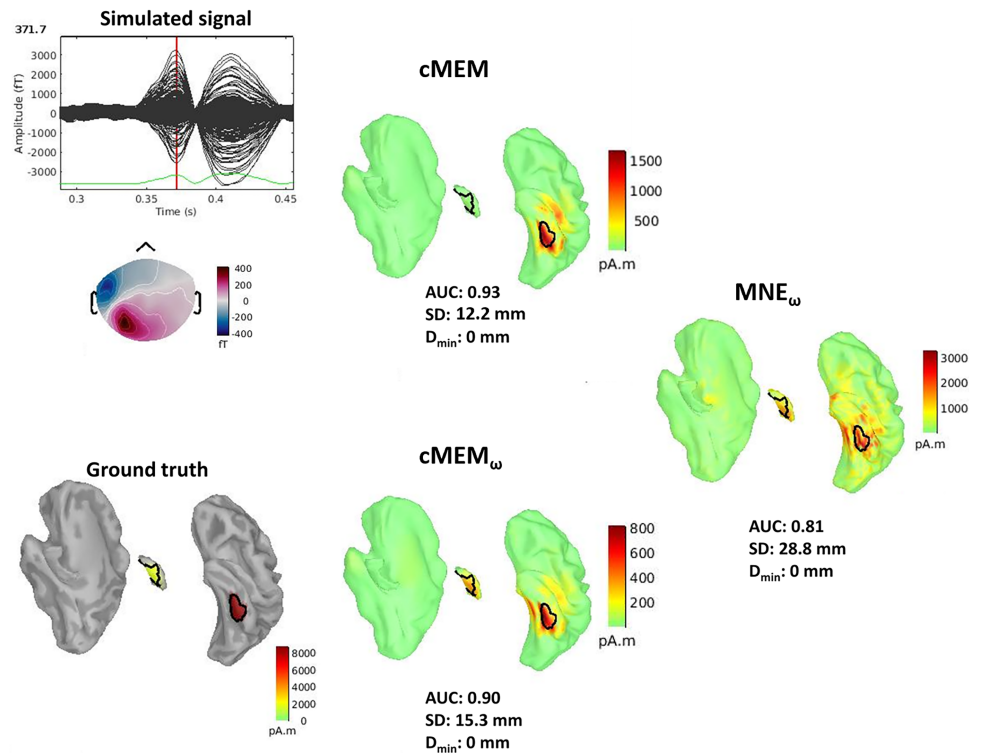 Simulated signal
371.7
3000
2000
1000
0
-1000
-2000
-3000
Amplitude (fT)
0.3
0.35
0.4
0.45
Time (s)
400
200
0
-200
-400
fT
cMEM
1500
1000
500
pA.m
AUC: 0.93
SD: 12.2 mm
Dmin: 0 mm
MNEω
3000
2000
1000
pA.m
AUC: 0.81
SD: 28.8 mm
Dmin: 0 mm
Ground truth
8000
6000
4000
2000
0
pA.m
cMEMω
800
600
400
200
pA.m
AUC: 0.90
SD: 15.3 mm
Dmin: 0 mm